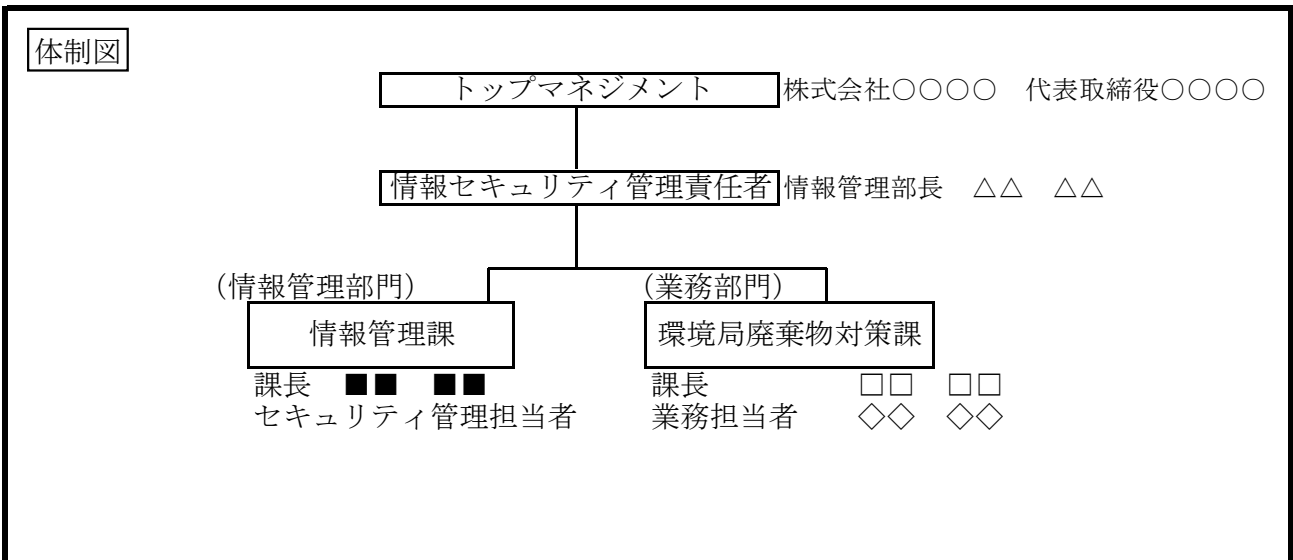 体制図
トップマネジメント 株式会社○○○○ 代表取締役○○○○
情報セキュリティ管理責任者 情報管理部長 △△ △△
(情報管理部門) (業務部門)
情報管理課 環境局廃棄物対策課
課長 ■■ ■■ 課長 □□ □□
セキュリティ管理担当者 業務担当者 ◇◇ ◇◇